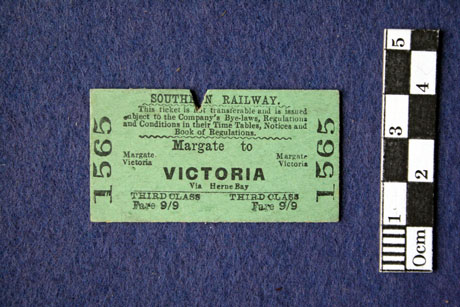 SOUTHERN RAILWAY.
This ticket is not transferable and is issued
subject to the Company's Bye-laws, Regulations
and Conditions in their Time Tables, Notices and
Book of Regulations.
Margate to
Margate Margate
Victoria Victoria
VICTORIA
Via Herne Bay
THIRD CLASS THIRD CLASS
Fare 9/9 Fare 9/9
1565
1565
5
4
3
2
1
0cm